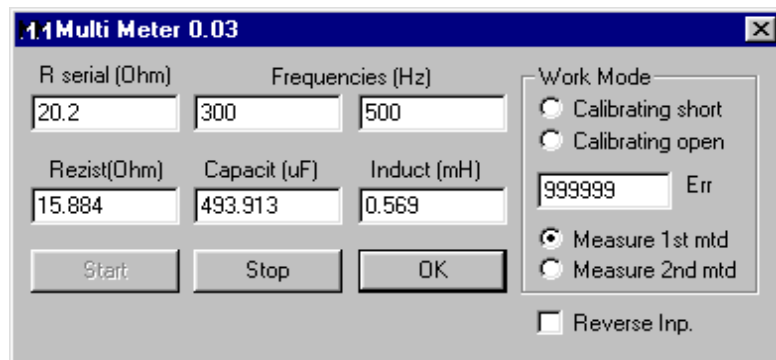 Multi Meter 0.03
R serial (Ohm) Frequencies (Hz)
20.2 300 500
Rezist(Ohm) Capacit (uF) Induct (mH)
15.884 493.913 0.569
Start Stop OK
Work Mode
Calibrating short
Calibrating open
999999 Err
Measure 1st mtd
Measure 2nd mtd
Reverse Inp.